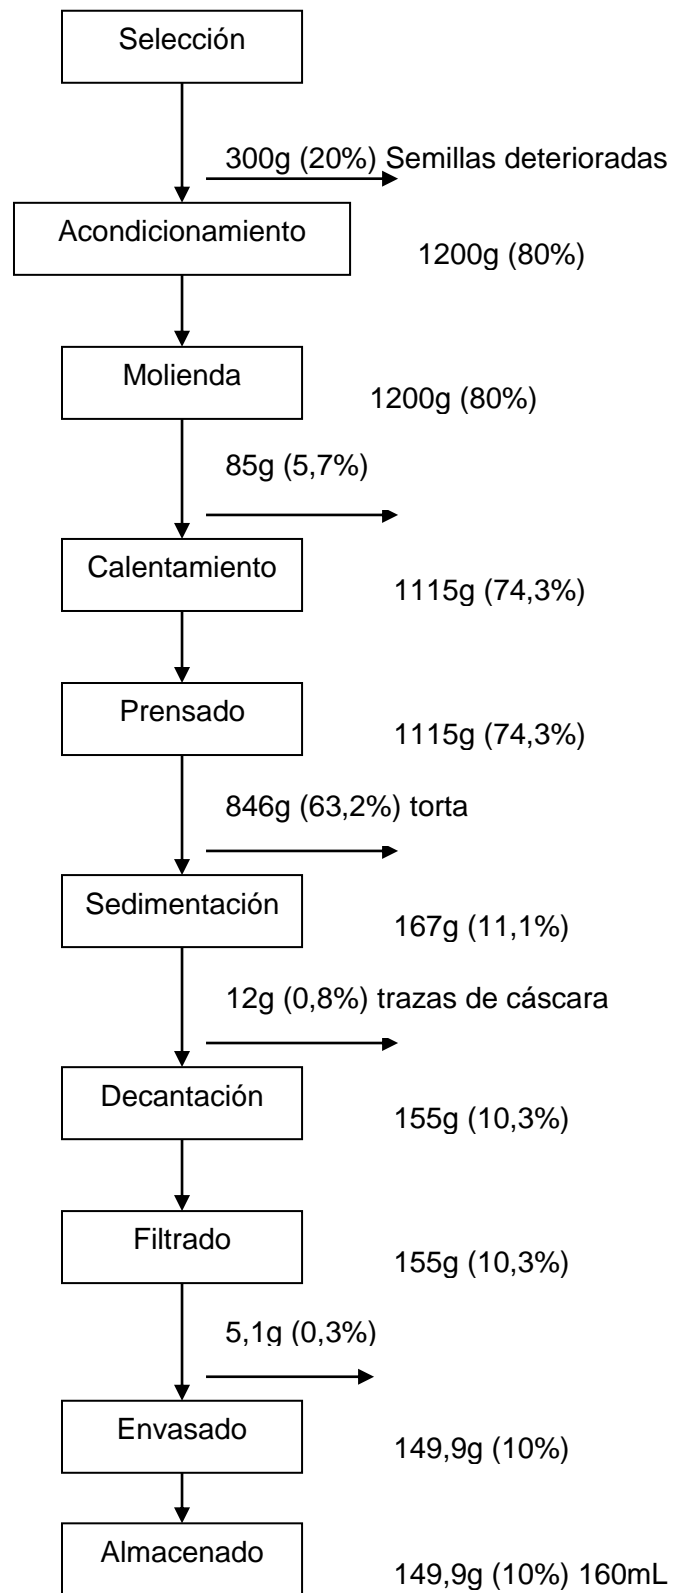 Selección
300g (20%) Semillas deterioradas
Acondicionamiento
1200g (80%)
Molienda
1200g (80%)
85g (5,7%)
Calentamiento
1115g (74,3%)
Prensado
1115g (74,3%)
846g (63,2%) torta
Sedimentación
167g (11,1%)
12g (0,8%) trazas de cáscara
Decantación
155g (10,3%)
Filtrado
155g (10,3%)
5,1g (0,3%)
Envasado
149,9g (10%)
Almacenado
149,9g (10%) 160mL